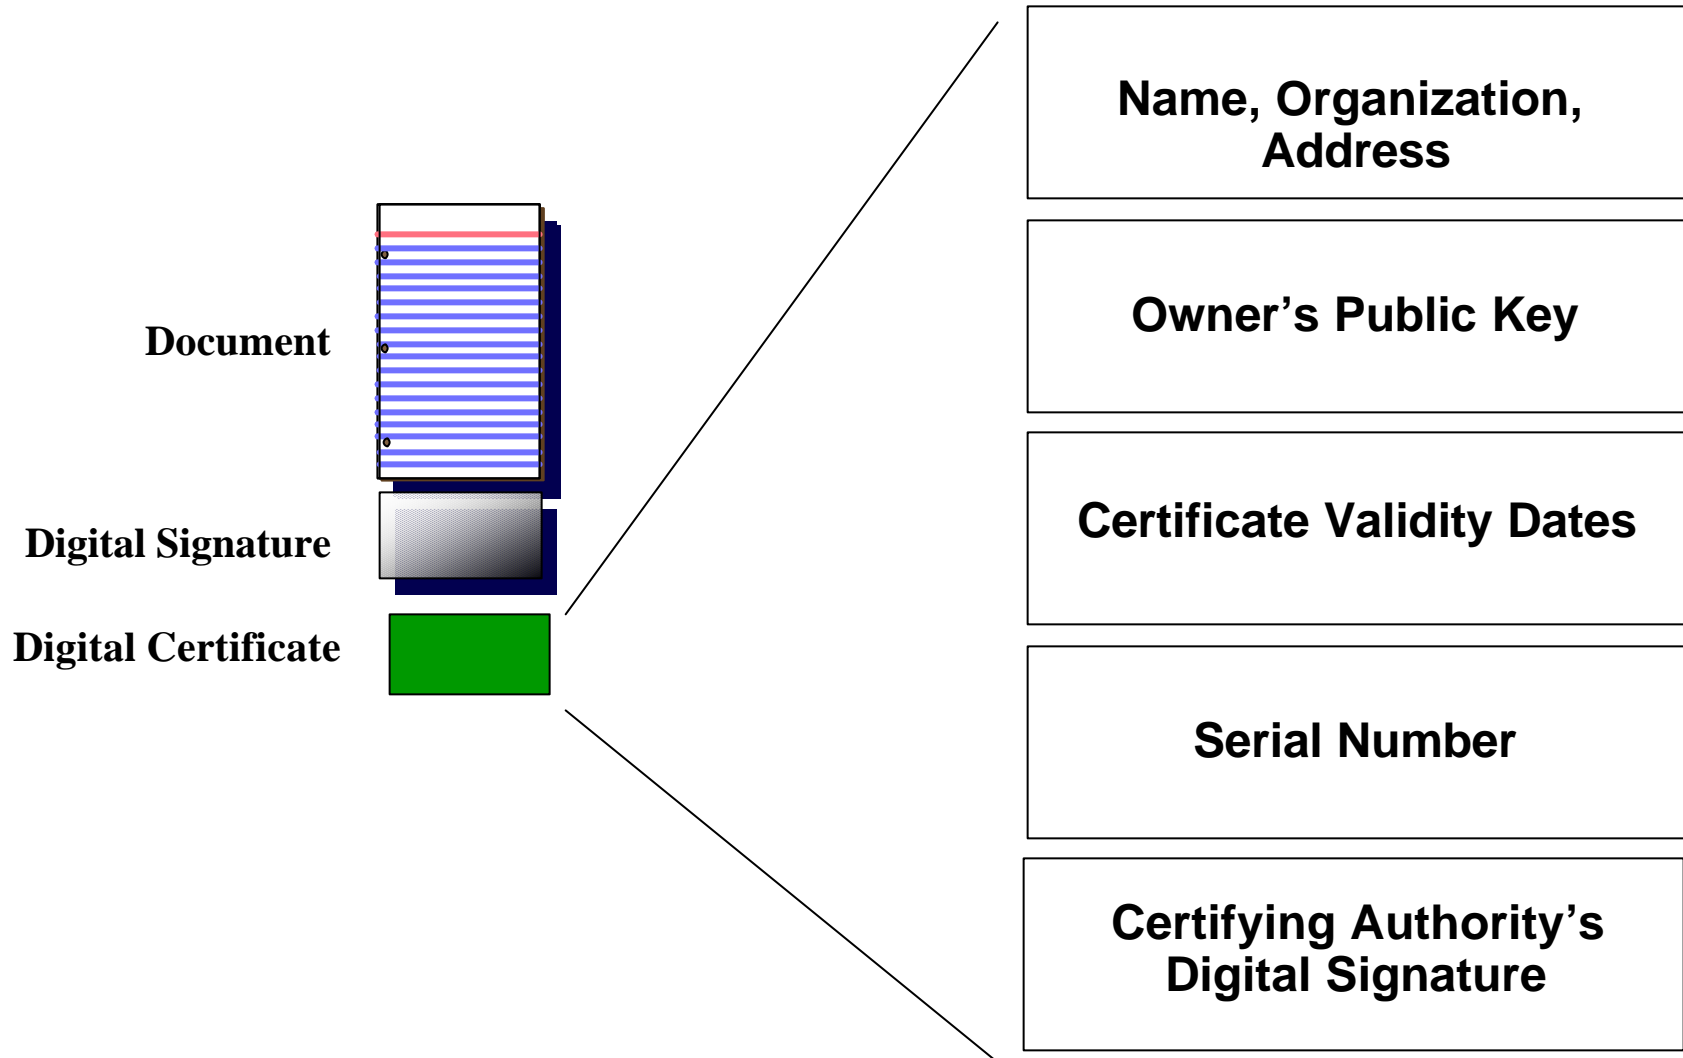 Document
Digital Signature
Digital Certificate
Name, Organization,
Address
Owner’s Public Key
Certificate Validity Dates
Serial Number
Certifying Authority’s
Digital Signature